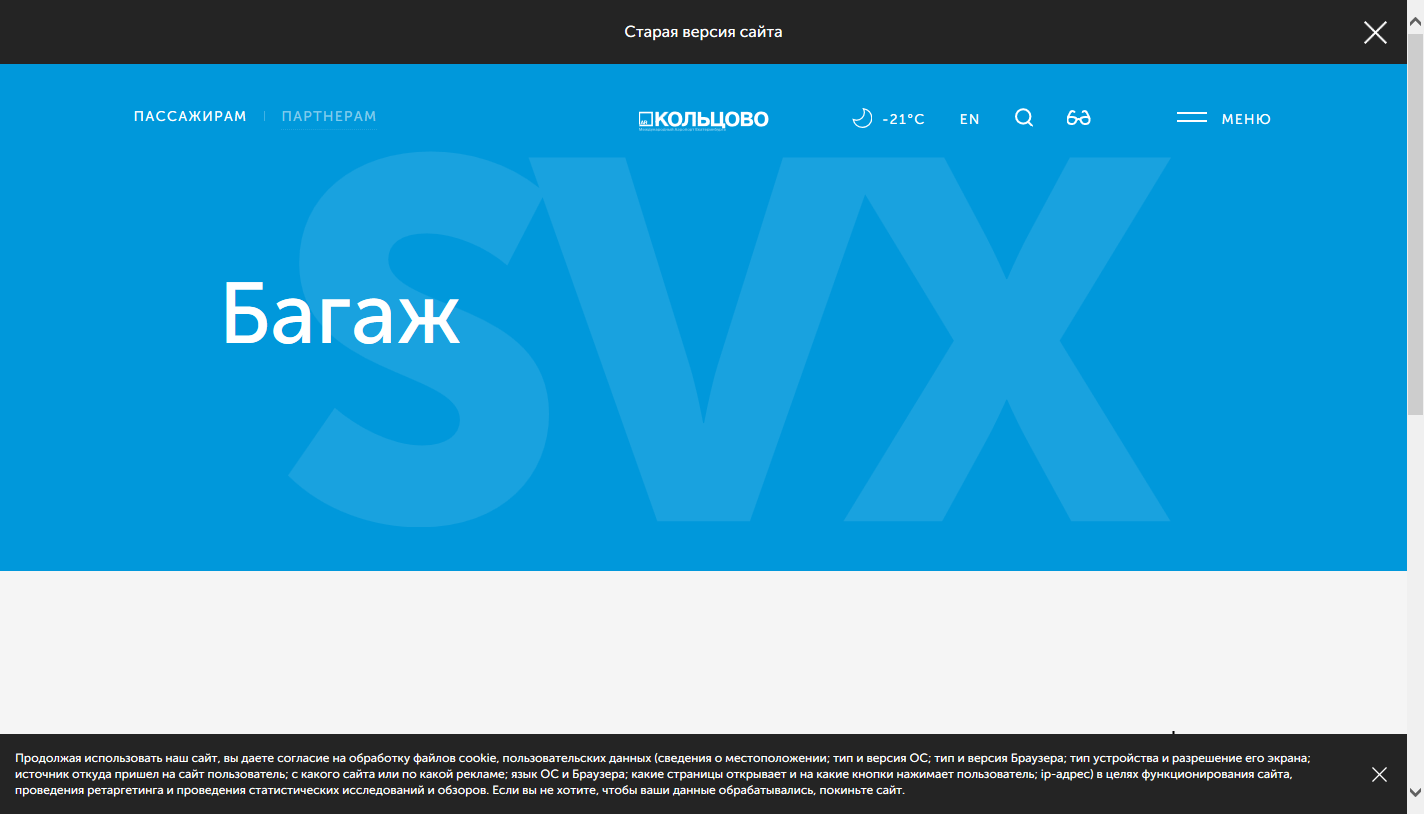 Старая версия сайта
ПАССАЖИРАМ
ПАРТНЕРАМ
КОЛЬЦОВО
-21°C
EN
МЕНЮ
SVX
Багаж
Продолжая использовать наш сайт, вы даете согласие на обработку файлов cookie, пользовательских данных (сведения о местоположении; тип и версия ОС; тип и версия Браузера; тип устройства и разрешение его экрана;
источник откуда пришел на сайт пользователь; с какого сайта или по какой рекламе; язык ОС и Браузера; какие страницы открывает и на какие кнопки нажимает пользователь; ip-адрес) в целях функционирования сайта,
проведения ретаргетинга и проведения статистических исследований и обзоров. Если вы не хотите, чтобы ваши данные обрабатывались, покиньте сайт.